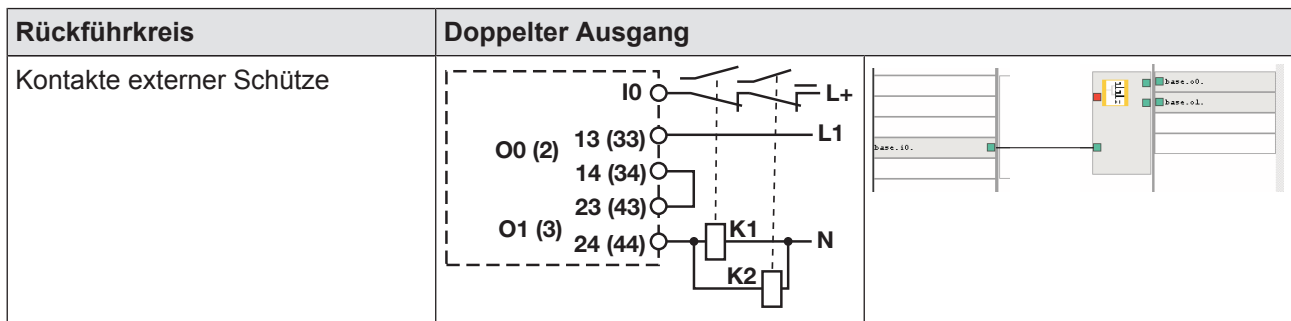 Rückführkreis
Doppelter Ausgang
Kontakte externer Schütze
I0
L+
O0 (2)
13 (33)
L1
14 (34)
23 (43)
O1 (3)
24 (44)
K1
N
K2
base.i0.
base.o0.
base.o1.